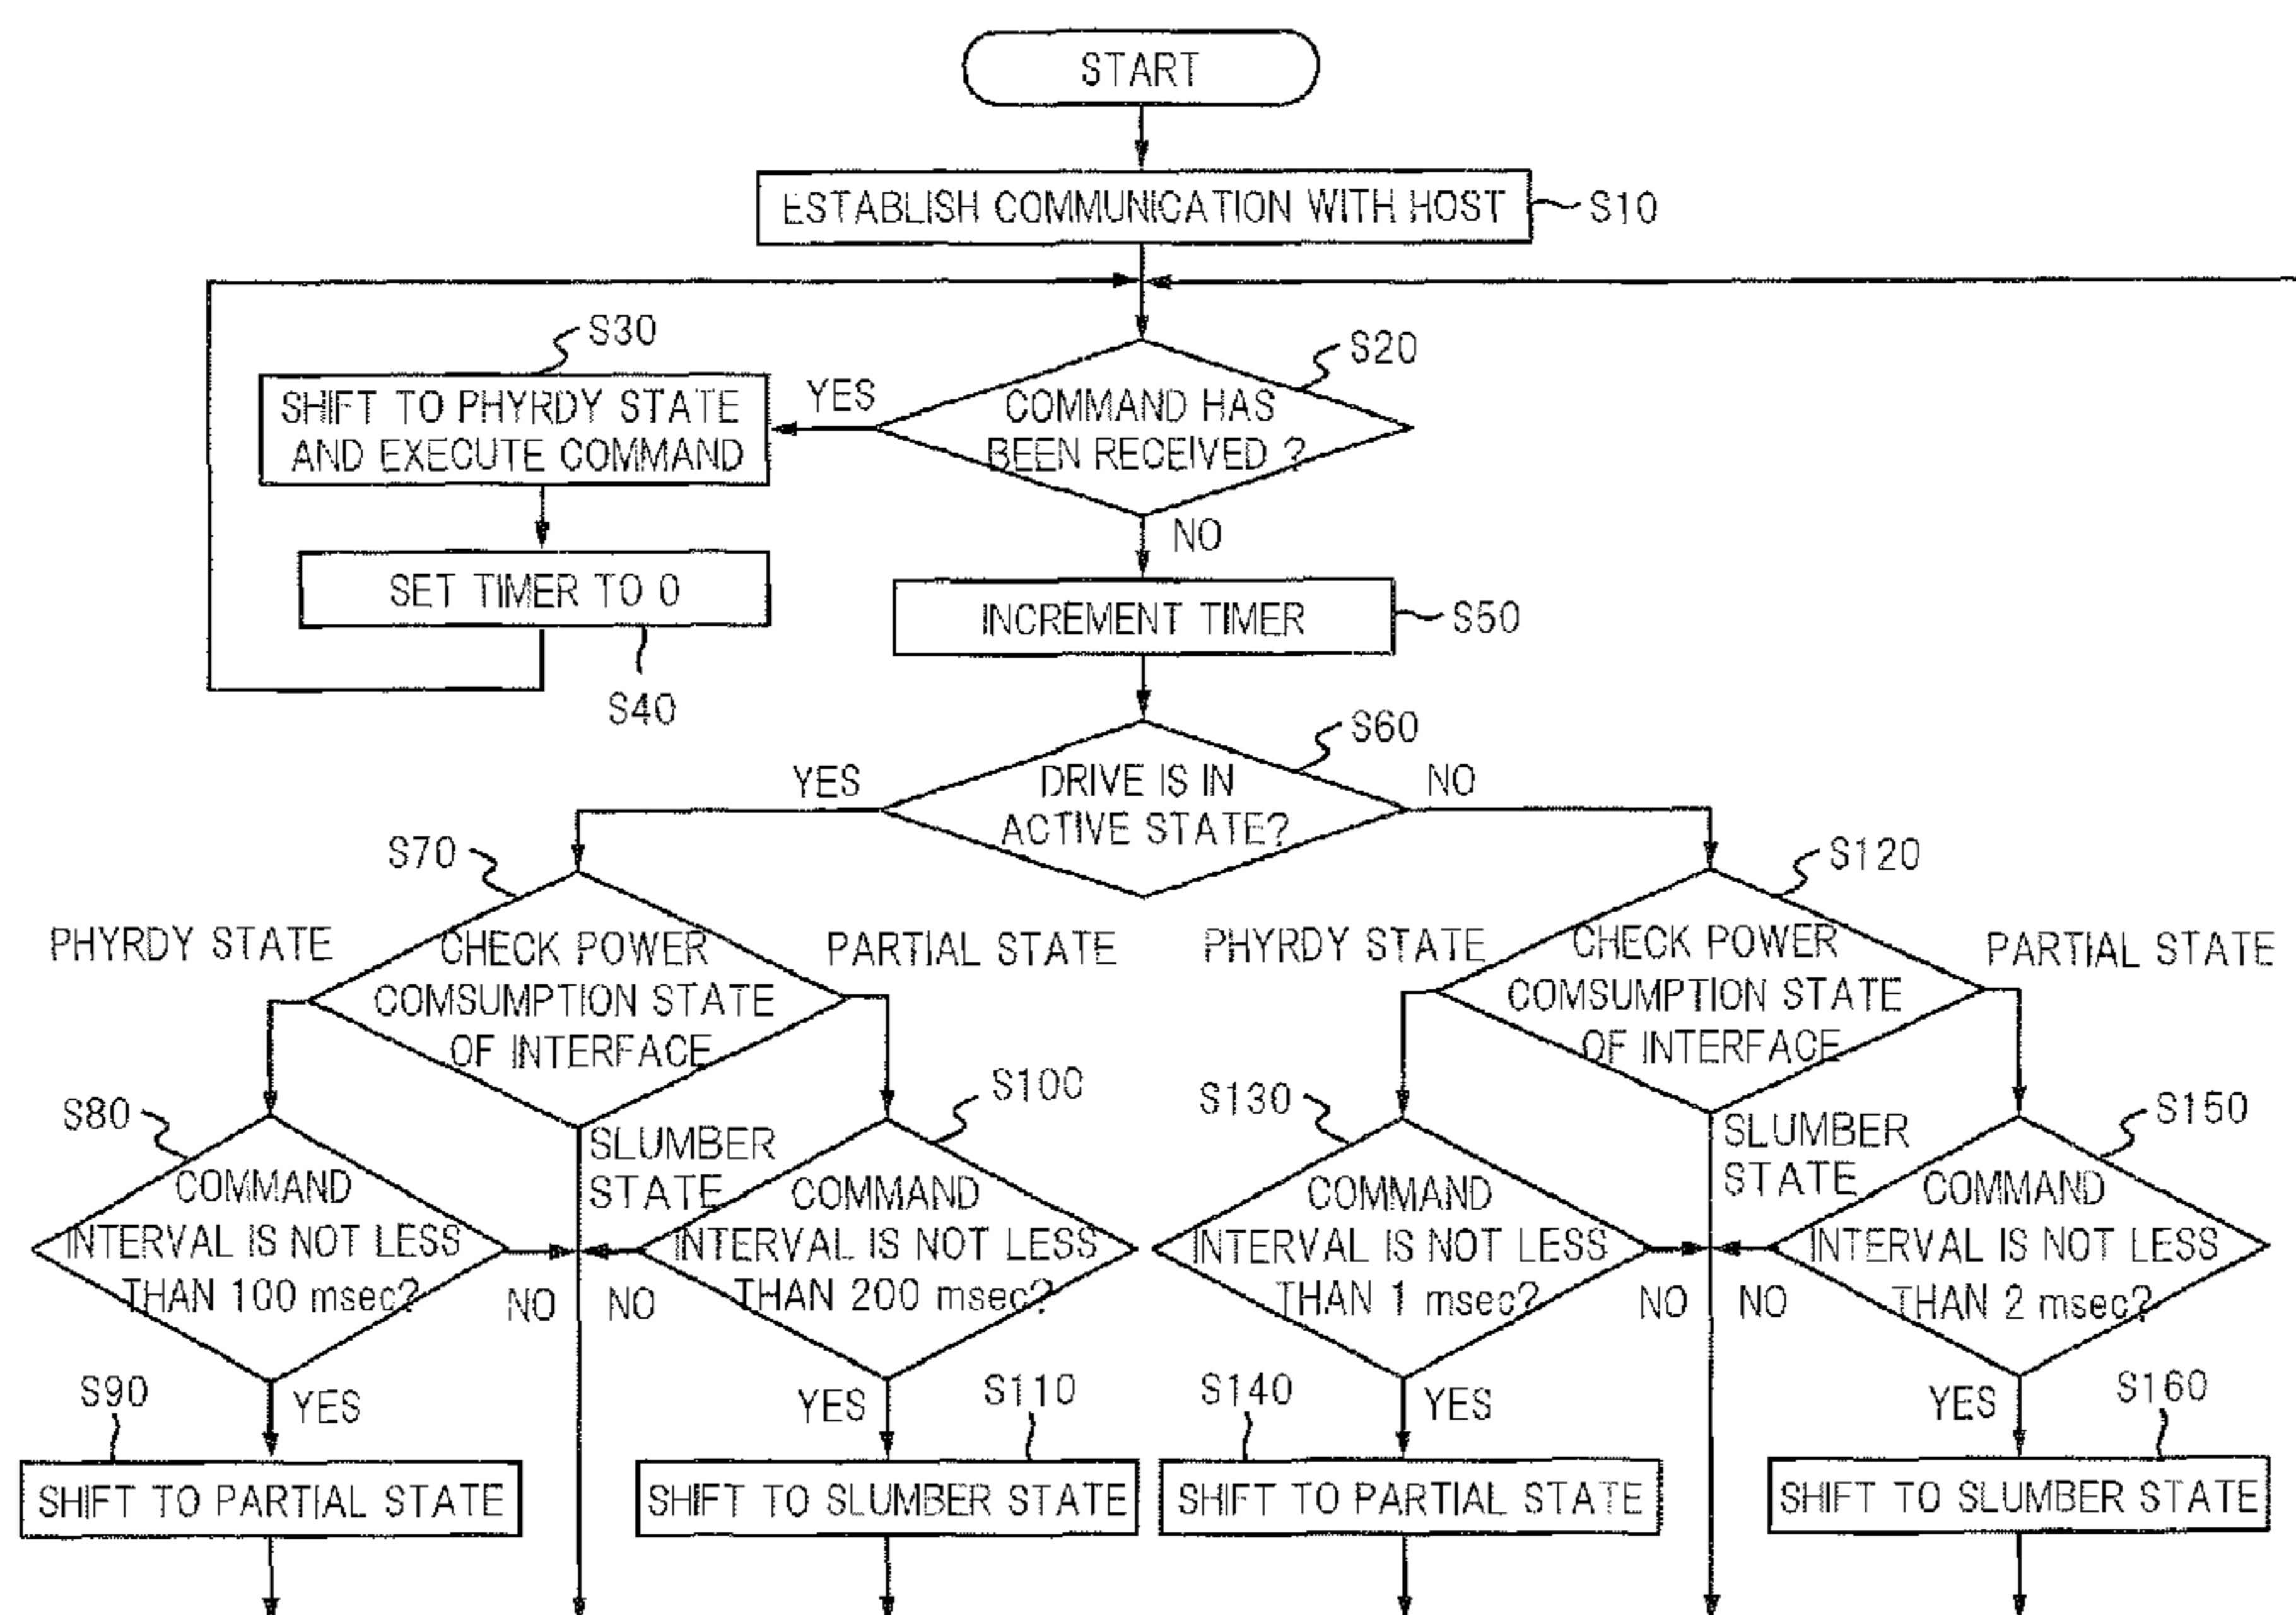 START
ESTABLISH COMMUNICATION WITH HOST
S10
S30
S20
SHIFT TO PHYRDY STATE
AND EXECUTE COMMAND
YES
COMMAND HAS
BEEN RECEIVED ?
NO
SET TIMER TO 0
S40
INCREMENT TIMER
S50
S60
YES
DRIVE IS IN
ACTIVE STATE?
NO
S70
S120
PHYRDY STATE
CHECK POWER
COMSUMPTION STATE
OF INTERFACE
PARTIAL STATE
PHYRDY STATE
CHECK POWER
COMSUMPTION STATE
OF INTERFACE
PARTIAL STATE
S80
SLUMBER
STATE
S100
S130
SLUMBER
STATE
S150
COMMAND
INTERVAL IS NOT LESS
THAN 100 msec?
NO
NO
COMMAND
INTERVAL IS NOT LESS
THAN 200 msec?
COMMAND
INTERVAL IS NOT LESS
THAN 1 msec?
NO
NO
COMMAND
INTERVAL IS NOT LESS
THAN 2 msec?
S90
YES
YES
S110
S140
YES
YES
S160
SHIFT TO PARTIAL STATE
SHIFT TO SLUMBER STATE
SHIFT TO PARTIAL STATE
SHIFT TO SLUMBER STATE